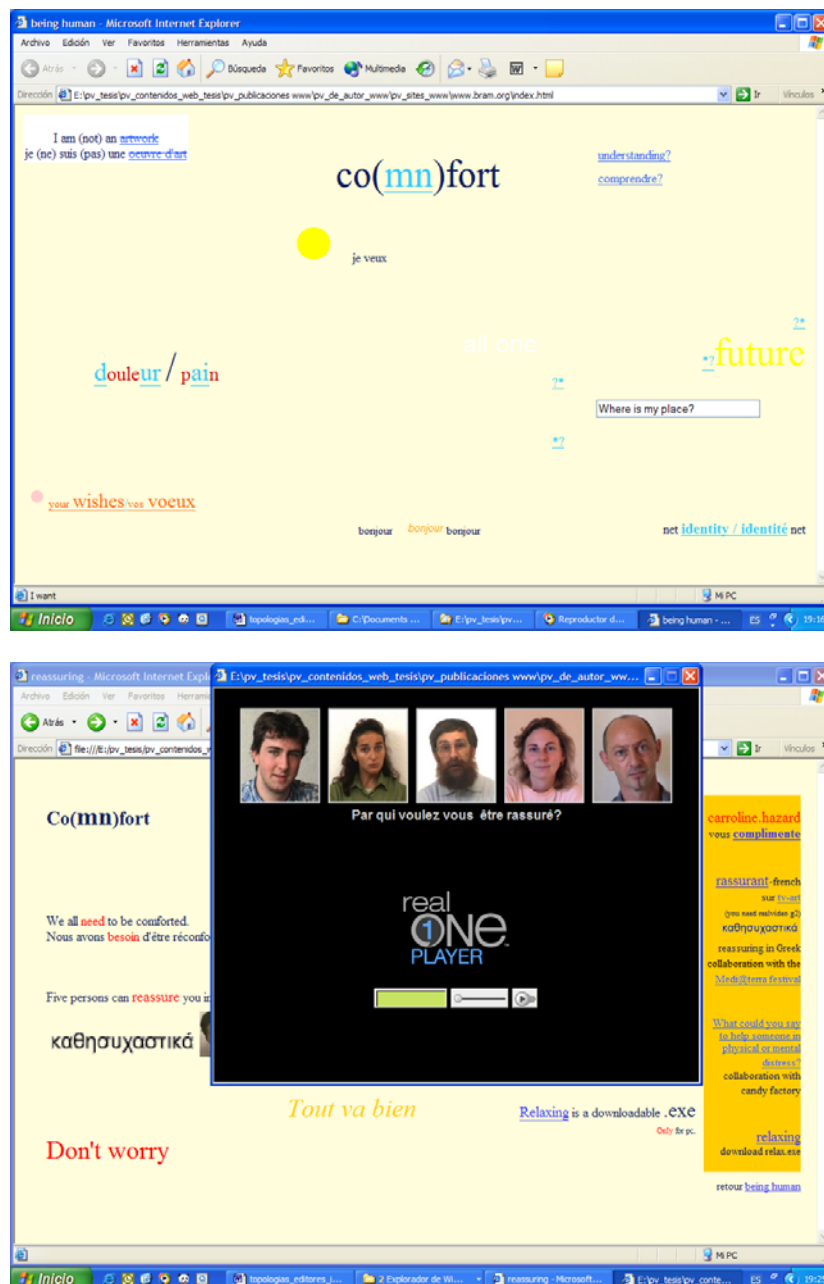 being human - Microsoft Internet Explorer
Archivo Edición Ver Favoritos Herramientas Ayuda
Atrás Búsqueda Favoritos Multimedia
Dirección E:\pv_tesis\pv_contenidos_web_tesis\pv_publicaciones www\pv_de_autor_www\pv_sites_www\www.bram.org\index.html Ir Vínculos
I am (not) an artwork
je (ne) suis (pas) une oeuvre d'art
co(mn)fort
understanding?
comprendre?
je veux
all one
?*
*?future
douleur / pain
?*
Where is my place?
*?
your wishes/vos voeux
bonjour bonjour bonjour
net identity / identité net
I want
Mi PC
Inicio topologias_edi... C:\Documents ... E:\pv_tesis\pv... Reproductor d... being human - ... ES 19:16
reassuring - Microsoft Internet Expl
E:\pv_tesis\pv_contenidos_web_tesis\pv_publicaciones www\pv_de_autor_ww...
Archivo Edición Ver Favoritos Herrami
Atrás
Dirección file:///E:/pv_tesis/pv_contenidos_w Ir Vínculos
Par qui voulez vous être rassuré?
real
ONE
PLAYER
Co(mn)fort
We all need to be comforted.
Nous avons besoin d'être réconfo
Five persons can reassure you in
καθησυχαστικά
Tout va bien
Relaxing is a downloadable .exe
Only for pc.
Don't worry
carroline.hazard
vous complimente
rassurant-french
sur tv-art
(you need realvideo g2)
καθησυχαστικά
reassuring in Greek
collaboration with the
Medi@terra festival
What could you say
to help someone in
physical or mental
distress?
collaboration with
candy factory
relaxing
download relax.exe
retour being human
Mi PC
Inicio topologias_editores_i... 2 Explorador de Wi... reassuring - Microsoft... E:\pv_tesis\pv_conte... ES